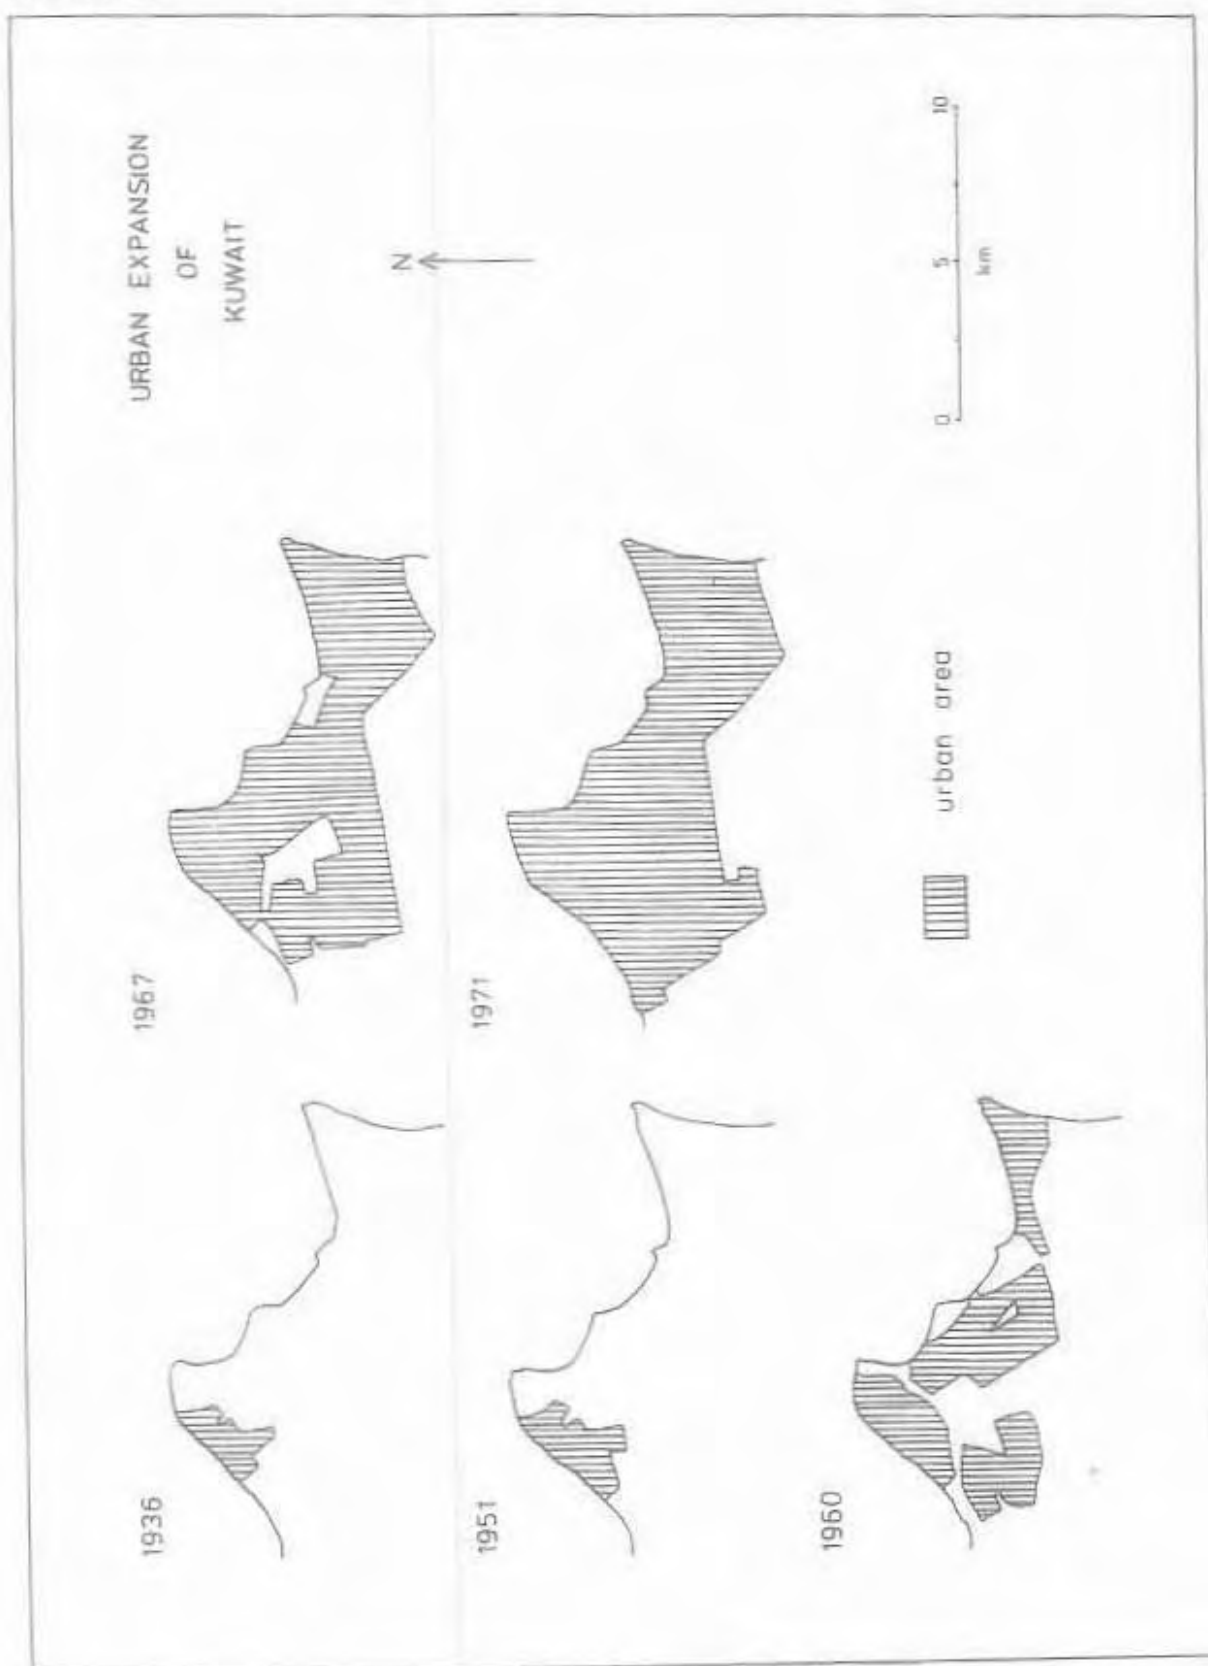 URBAN EXPANSION
OF
KUWAIT
N
1936
1967
1951
1971
1960
urban area
0 5 10
km